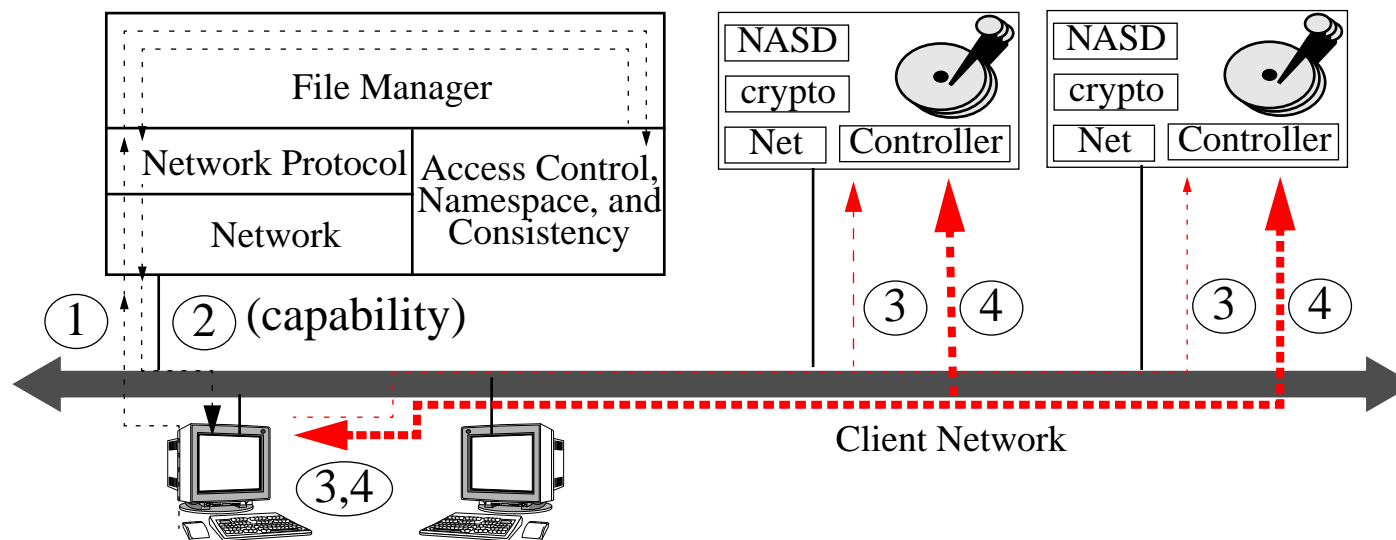 File Manager
Network Protocol
Network
Access Control,
Namespace, and
Consistency
NASD
crypto
Net
Controller
NASD
crypto
Net
Controller
1
2
(capability)
3
4
3
4
Client Network
3,4